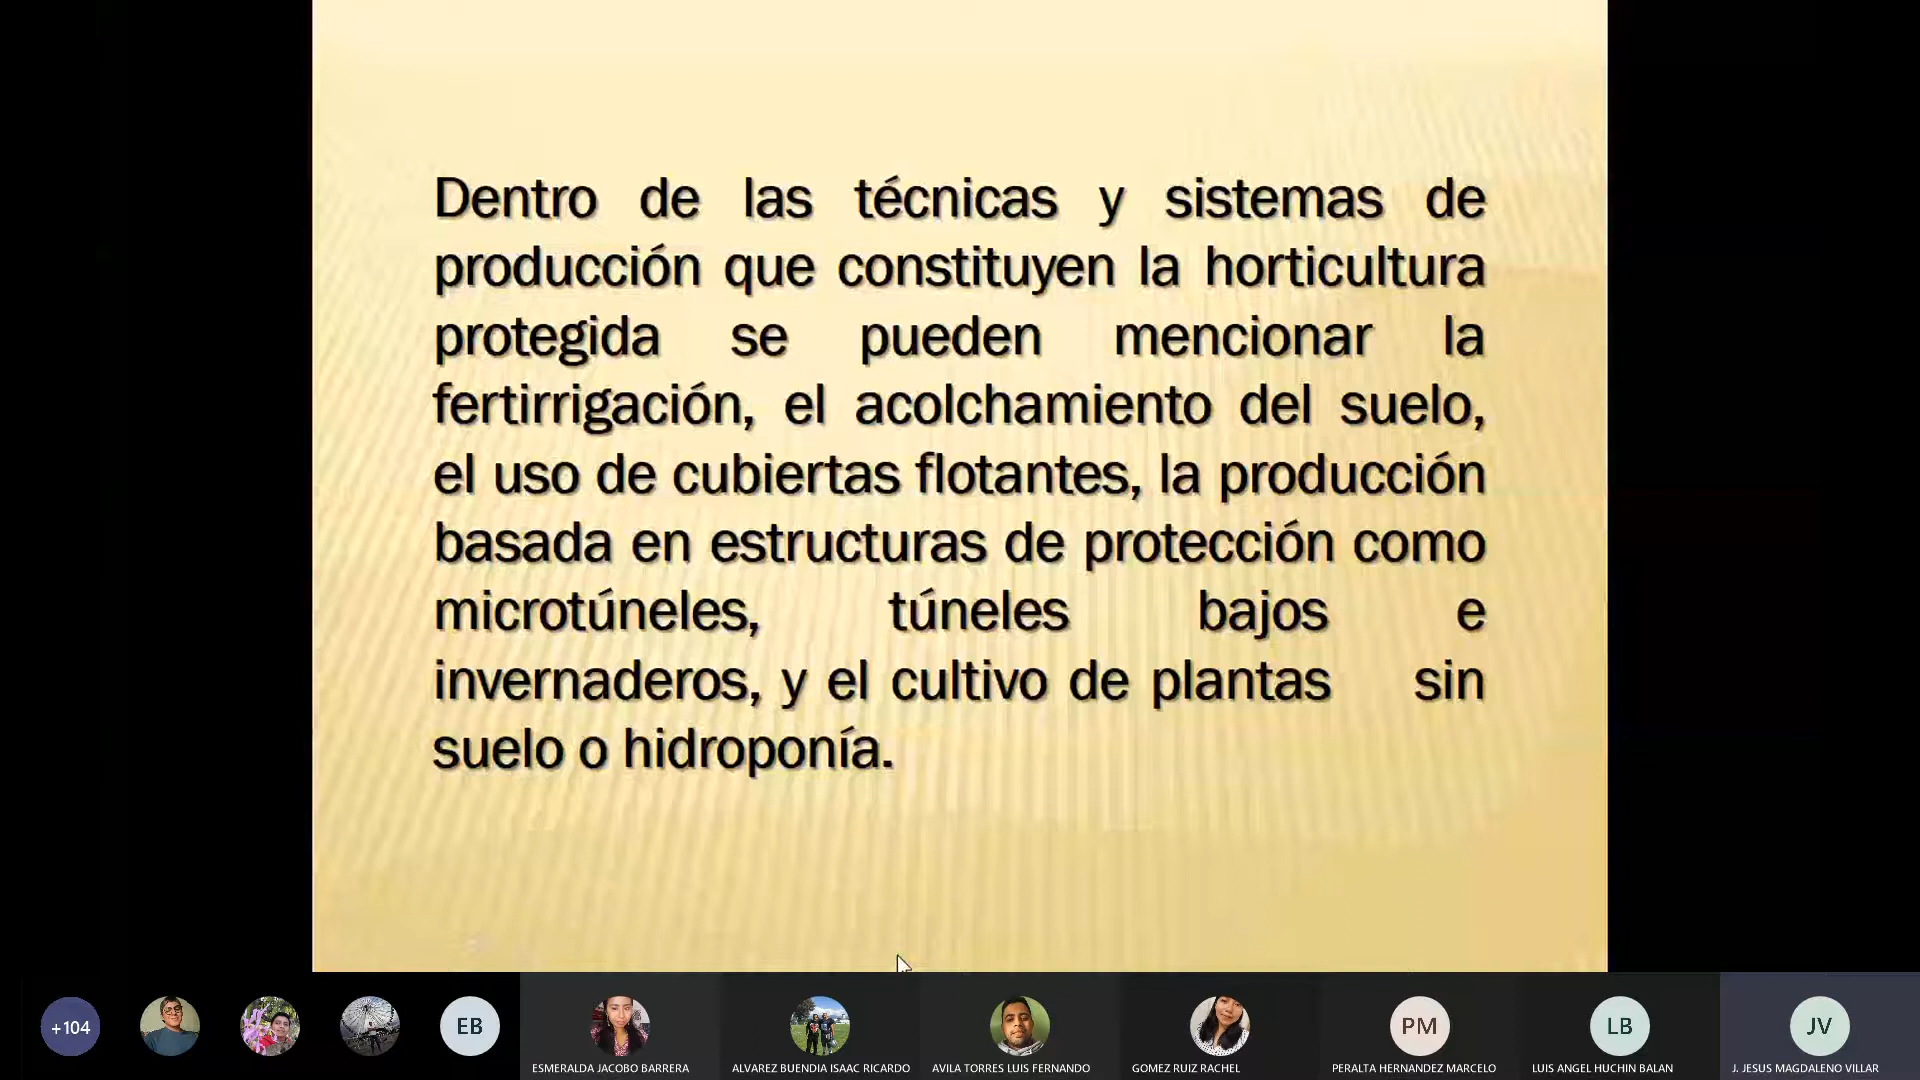 Dentro de las técnicas y sistemas de
producción que constituyen la horticultura
protegida se pueden mencionar la
fertirrigación, el acolchamiento del suelo,
el uso de cubiertas flotantes, la producción
basada en estructuras de protección como
microtúneles, túneles bajos e
invernaderos, y el cultivo de plantas sin
suelo o hidroponía.
+104
EB
PM
LB
JV
ESMERALDA JACOBO BARRERA
ALVAREZ BUENDIA ISAAC RICARDO
AVILA TORRES LUIS FERNANDO
GOMEZ RUIZ RACHEL
PERALTA HERNANDEZ MARCELO
LUIS ANGEL HUCHIN BALAN
J. JESUS MAGDALENO VILLAR